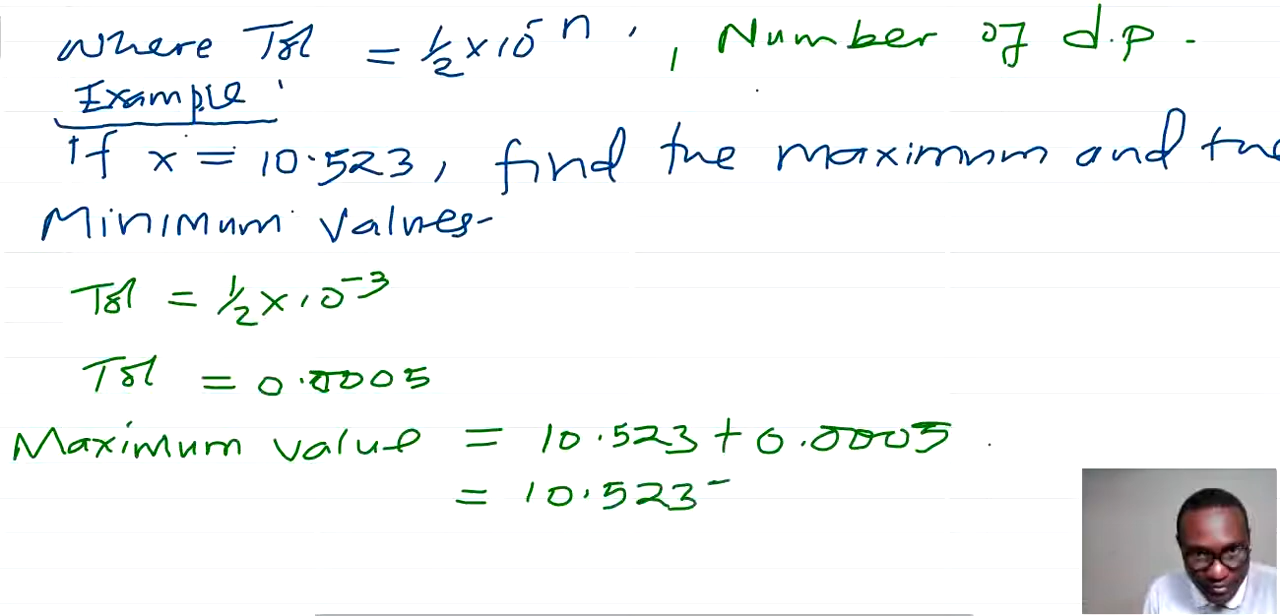 where Tol = ½ x 10⁻ⁿ, , Number of d.p.
Example
If x = 10.523, find the maximum and the
Minimum values-
Tol = ½ x 10⁻³
Tol = 0.0005
Maximum value = 10.523 + 0.0005
= 10.523